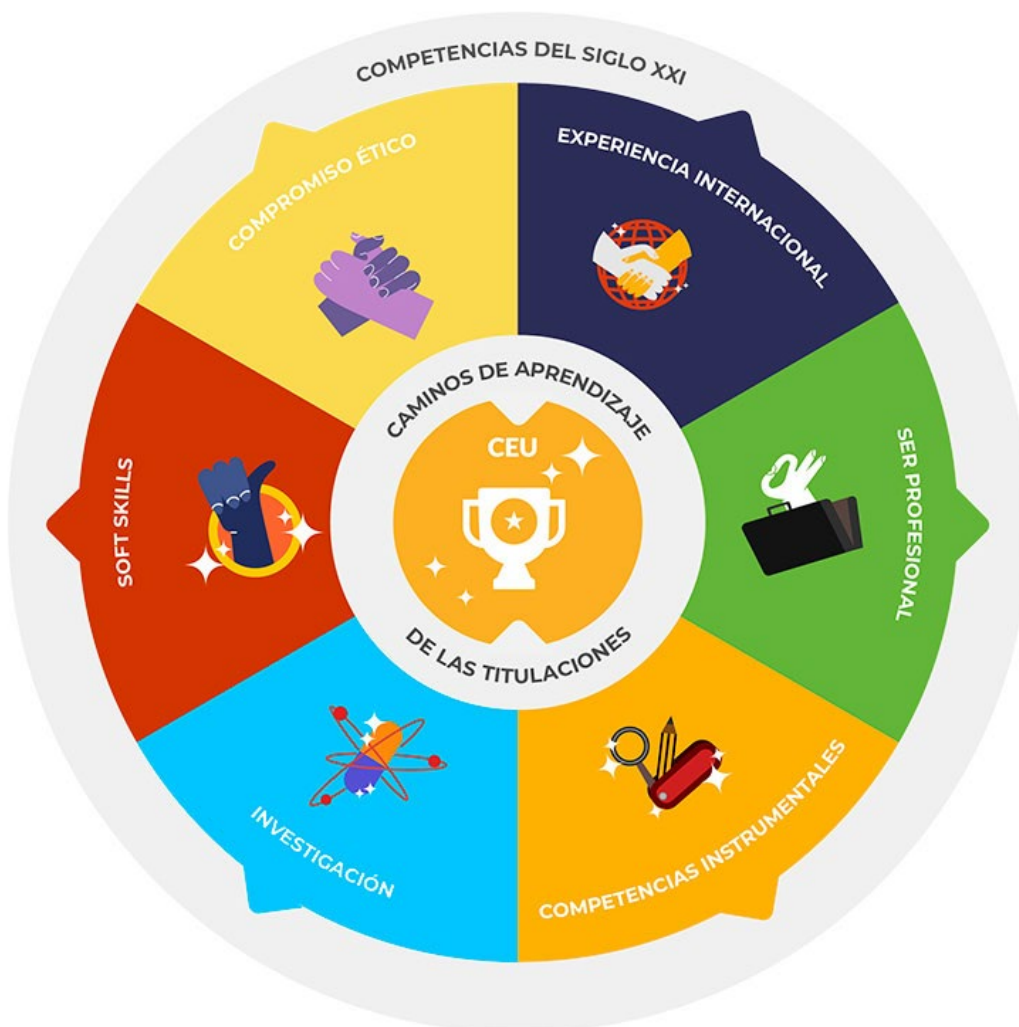 COMPETENCIAS DEL SIGLO XXI
COMPROMISO ÉTICO
EXPERIENCIA INTERNACIONAL
SER PROFESIONAL
COMPETENCIAS INSTRUMENTALES
INVESTIGACIÓN
SOFT SKILLS
CAMINOS DE APRENDIZAJE
CEU
DE LAS TITULACIONES